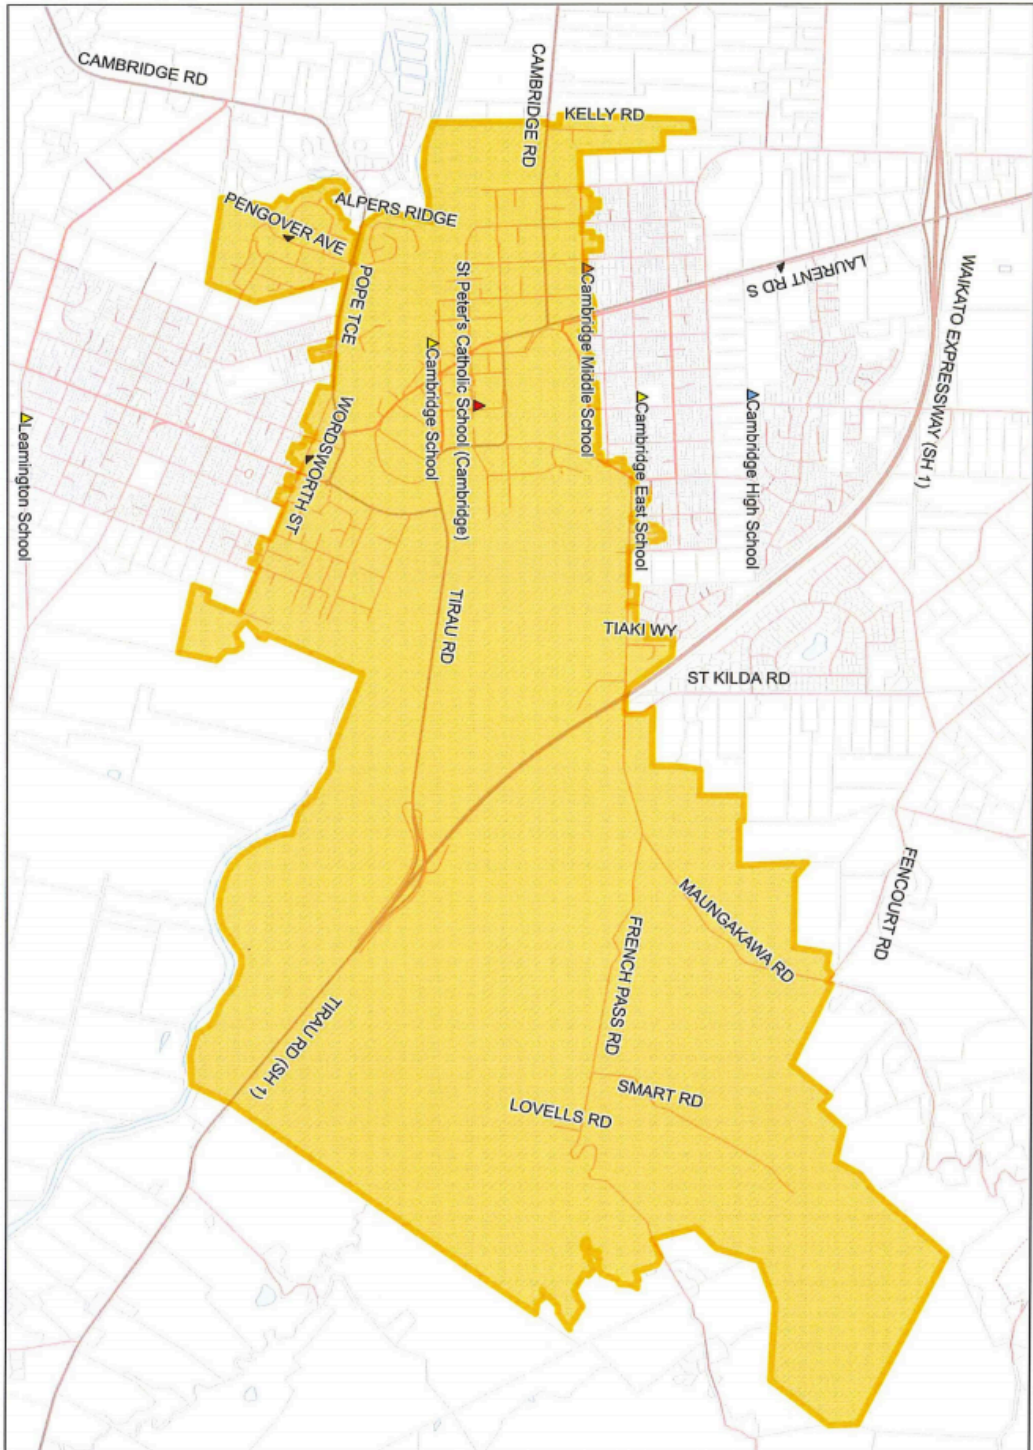 CAMBRIDGE RD
CAMBRIDGE RD
KELLY RD
ALPERS RIDGE
PENGOVER AVE
POPE TCE
LAURENT RD S
WAIKATO EXPRESSWAY (SH 1)
St Peter's Catholic School (Cambridge)
Cambridge School
Cambridge Middle School
Cambridge East School
Cambridge High School
WORDSWORTH ST
Leamington School
TIRAU RD
TIAKI WY
ST KILDA RD
FENCOURT RD
MAUNGAKAWA RD
FRENCH PASS RD
SMART RD
LOVELLS RD
TIRAU RD (SH 1)